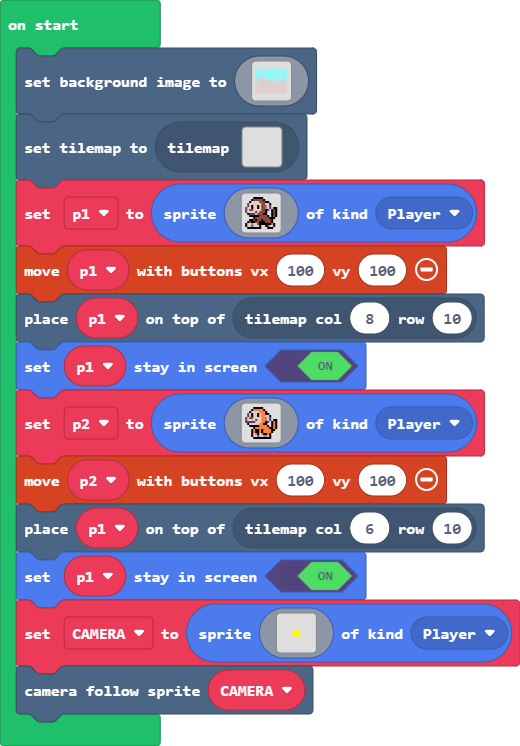 on start
set background image to
set tilemap to tilemap
set p1 to sprite of kind Player
move p1 with buttons vx 100 vy 100
place p1 on top of tilemap col 8 row 10
set p1 stay in screen ON
set p2 to sprite of kind Player
move p2 with buttons vx 100 vy 100
place p1 on top of tilemap col 6 row 10
set p1 stay in screen ON
set CAMERA to sprite of kind Player
camera follow sprite CAMERA